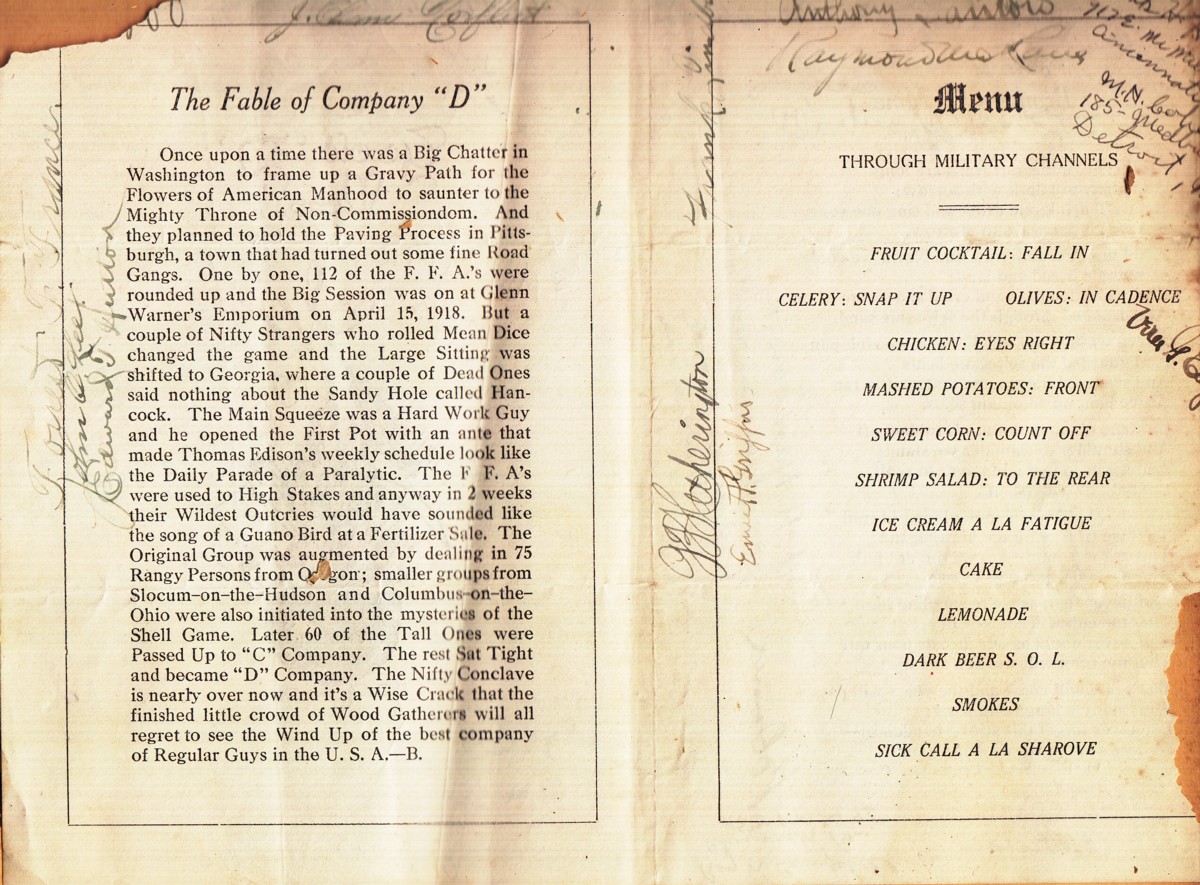 The Fable of Company "D"
Once upon a time there was a Big Chatter in
Washington to frame up a Gravy Path for the
Flowers of American Manhood to saunter to the
Mighty Throne of Non-Commissiondom. And
they planned to hold the Paving Process in Pitts-
burgh, a town that had turned out some fine Road
Gangs. One by one, 112 of the F. F. A.'s were
rounded up and the Big Session was on at Glenn
Warner's Emporium on April 15, 1918. But a
couple of Nifty Strangers who rolled Mean Dice
changed the game and the Large Sitting was
shifted to Georgia, where a couple of Dead Ones
said nothing about the Sandy Hole called Han-
cock. The Main Squeeze was a Hard Work Guy
and he opened the First Pot with an ante that
made Thomas Edison's weekly schedule look like
the Daily Parade of a Paralytic. The F F. A's
were used to High Stakes and anyway in 2 weeks
their Wildest Outcries would have sounded like
the song of a Guano Bird at a Fertilizer Sale. The
Original Group was augmented by dealing in 75
Rangy Persons from O gon; smaller groups from
Slocum-on-the-Hudson and Columbus-on-the-
Ohio were also initiated into the mysteries of the
Shell Game. Later 60 of the Tall Ones were
Passed Up to "C" Company. The rest Sat Tight
and became "D" Company. The Nifty Conclave
is nearly over now and it's a Wise Crack that the
finished little crowd of Wood Gatherers will all
regret to see the Wind Up of the best company
of Regular Guys in the U. S. A.—B.
Edward F.
J B Hetherington
Anthony
Raymond
M. N.
185
Detroit,
Menu
THROUGH MILITARY CHANNELS
FRUIT COCKTAIL: FALL IN
CELERY: SNAP IT UP OLIVES: IN CADENCE
CHICKEN: EYES RIGHT
MASHED POTATOES: FRONT
SWEET CORN: COUNT OFF
SHRIMP SALAD: TO THE REAR
ICE CREAM A LA FATIGUE
CAKE
LEMONADE
DARK BEER S. O. L.
SMOKES
SICK CALL A LA SHAROVE